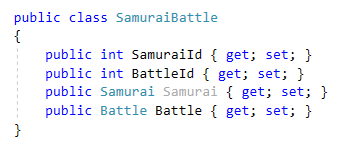 public class SamuraiBattle
{
    public int SamuraiId { get; set; }
    public int BattleId { get; set; }
    public Samurai Samurai { get; set; }
    public Battle Battle { get; set; }
}